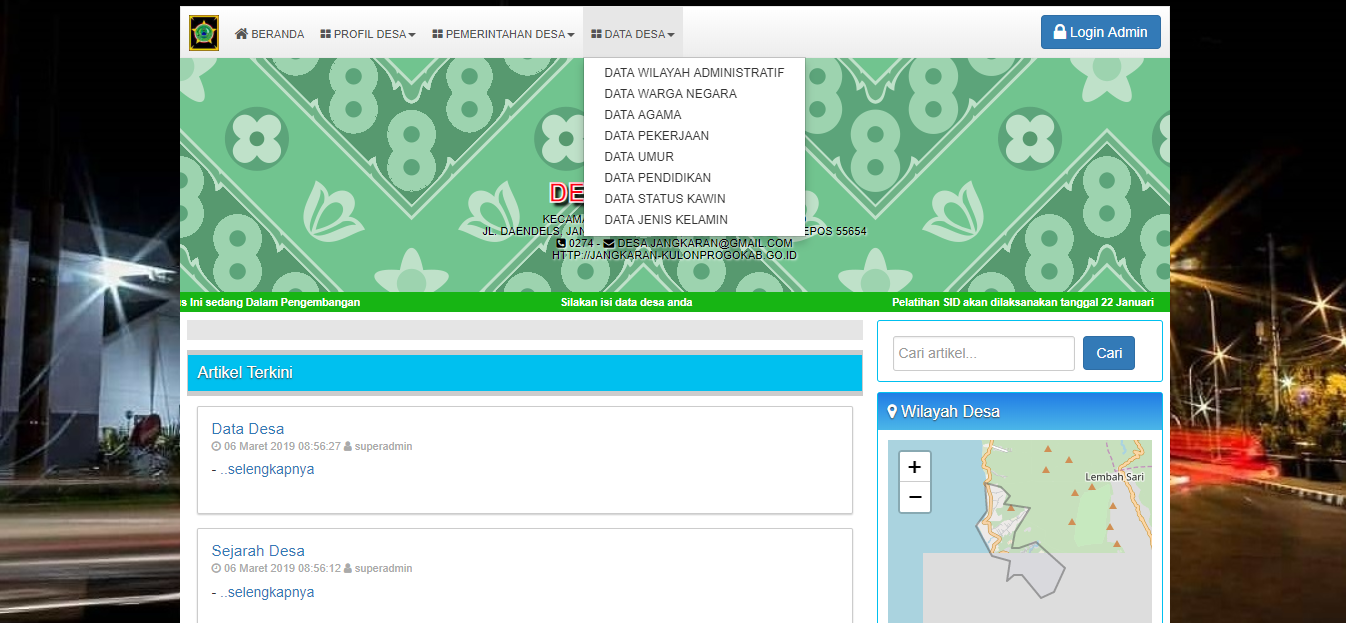 BERANDA PROFIL DESA PEMERINTAHAN DESA DATA DESA Login Admin
DATA WILAYAH ADMINISTRATIF
DATA WARGA NEGARA
DATA AGAMA
DATA PEKERJAAN
DATA UMUR
DATA PENDIDIKAN
DATA STATUS KAWIN
DATA JENIS KELAMIN
DE
KECAMA
JL. DAENDELS, JAN EPOS 55654
0274 - DESA.JANGKARAN@GMAIL.COM
HTTP://JANGKARAN-KULONPROGOKAB.GO.ID
s Ini sedang Dalam Pengembangan Silakan isi data desa anda Pelatihan SID akan dilaksanakan tanggal 22 Januari
Cari artikel... Cari
Artikel Terkini
Data Desa
06 Maret 2019 08:56:27 superadmin
- ..selengkapnya
Sejarah Desa
06 Maret 2019 08:56:12 superadmin
- ..selengkapnya
Wilayah Desa
+
−
Lembah Sari